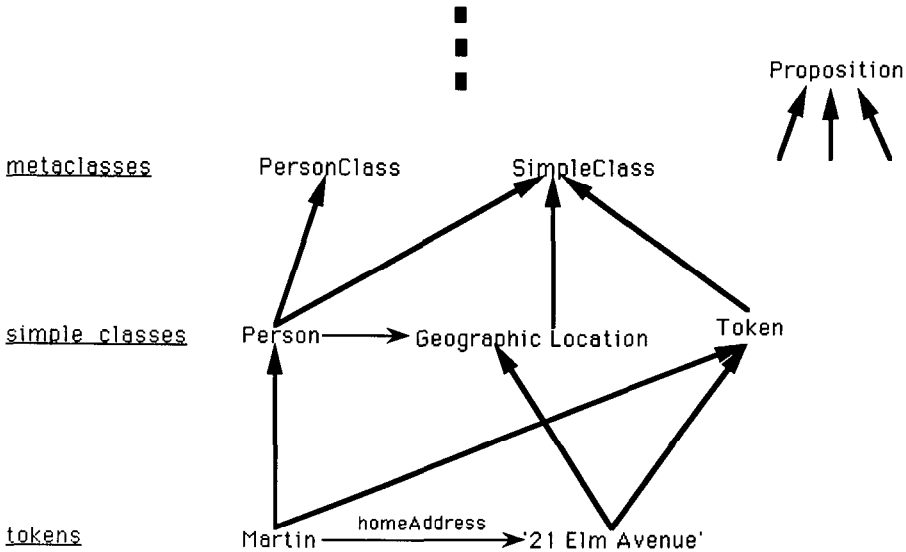 Proposition
metaclasses PersonClass SimpleClass
simple classes Person Geographic Location Token
homeAddress
tokens Martin '21 Elm Avenue'